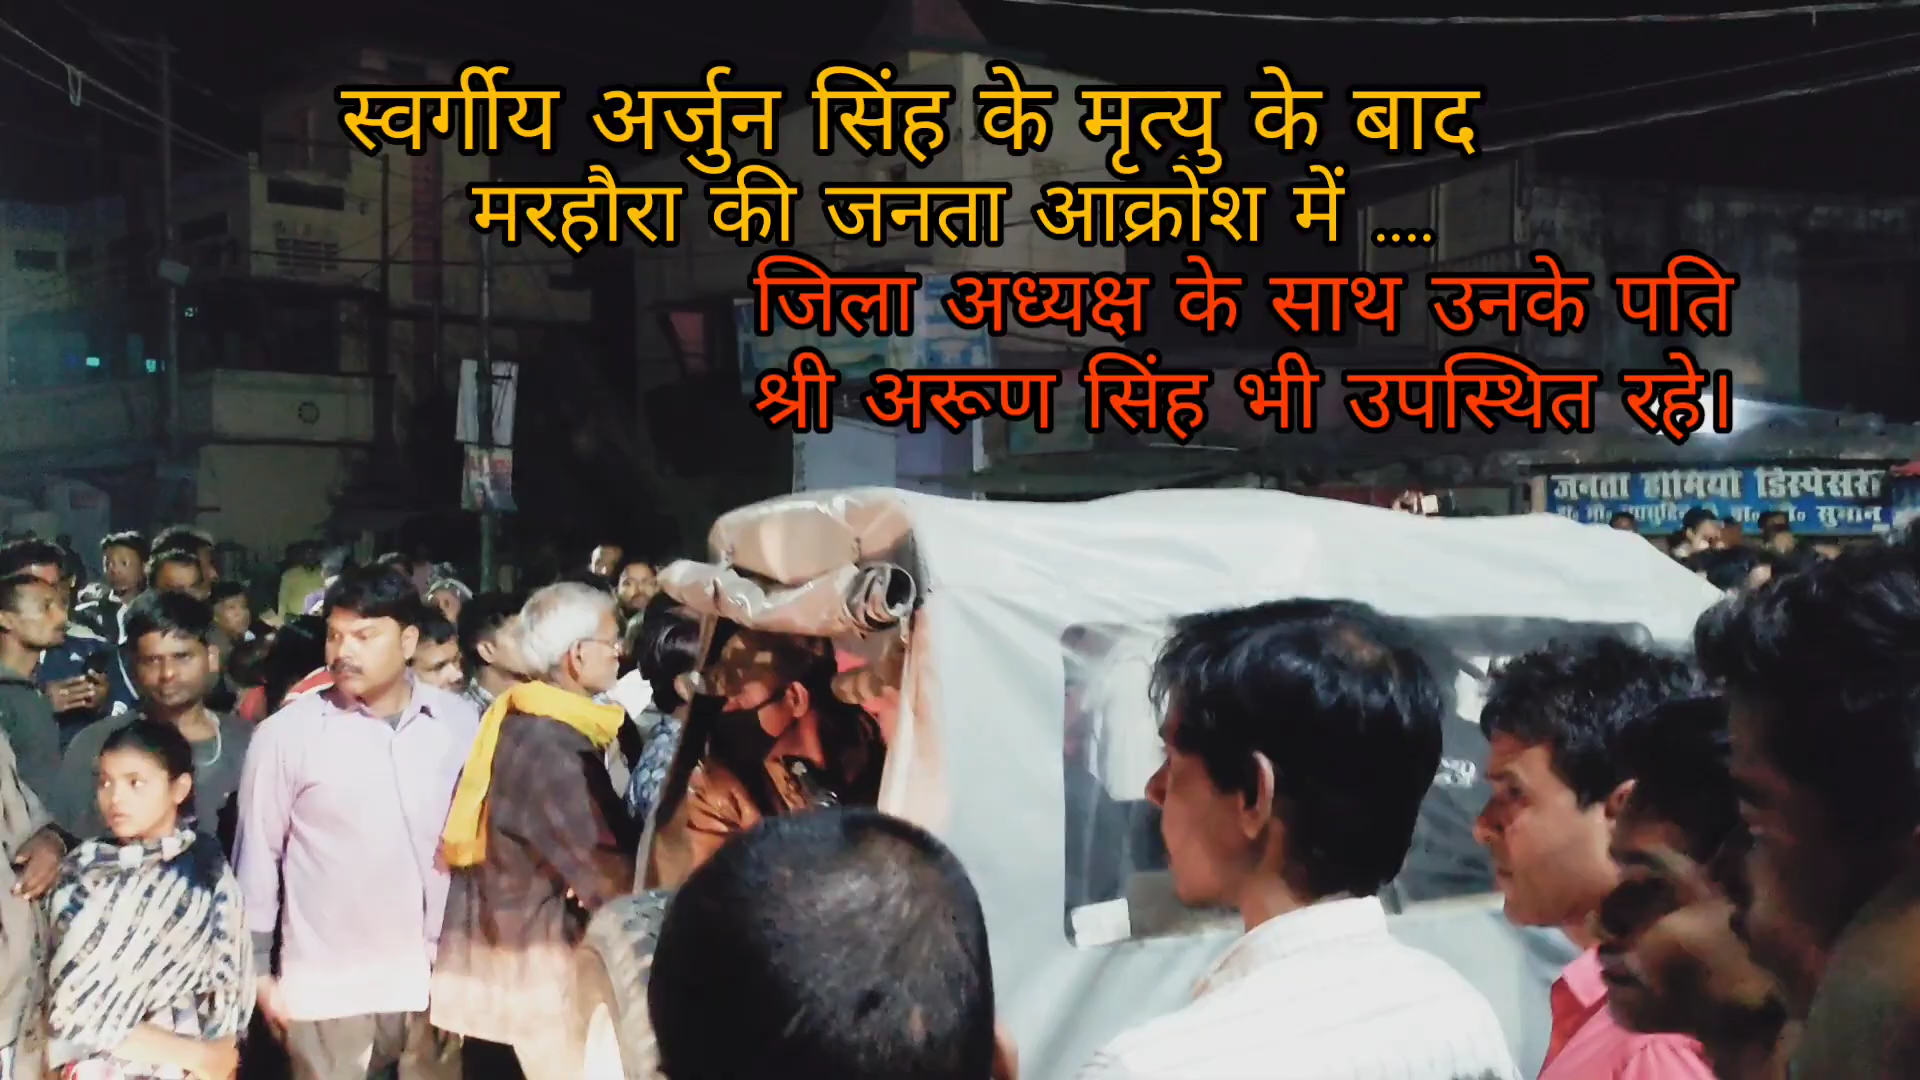 स्वर्गीय अर्जुन सिंह के मृत्यु के बाद
मरहौरा की जनता आक्रोश में ....
जिला अध्यक्ष के साथ उनके पति
श्री अरूण सिंह भी उपस्थित रहे।
जनता होमियो डिस्पेंसरी